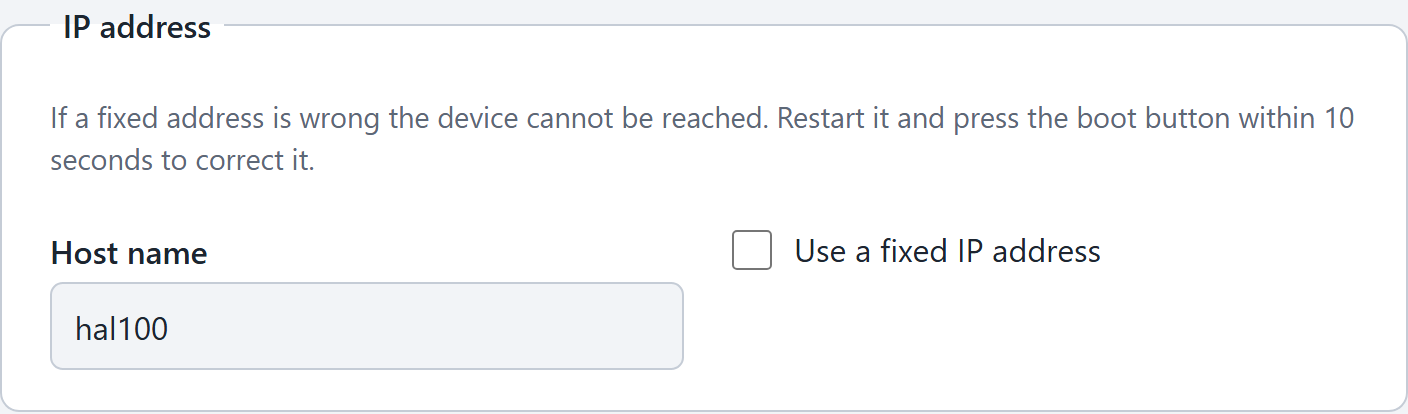 IP address
If a fixed address is wrong the device cannot be reached. Restart it and press the boot button within 10
seconds to correct it.
Host name
Use a fixed IP address
hal100